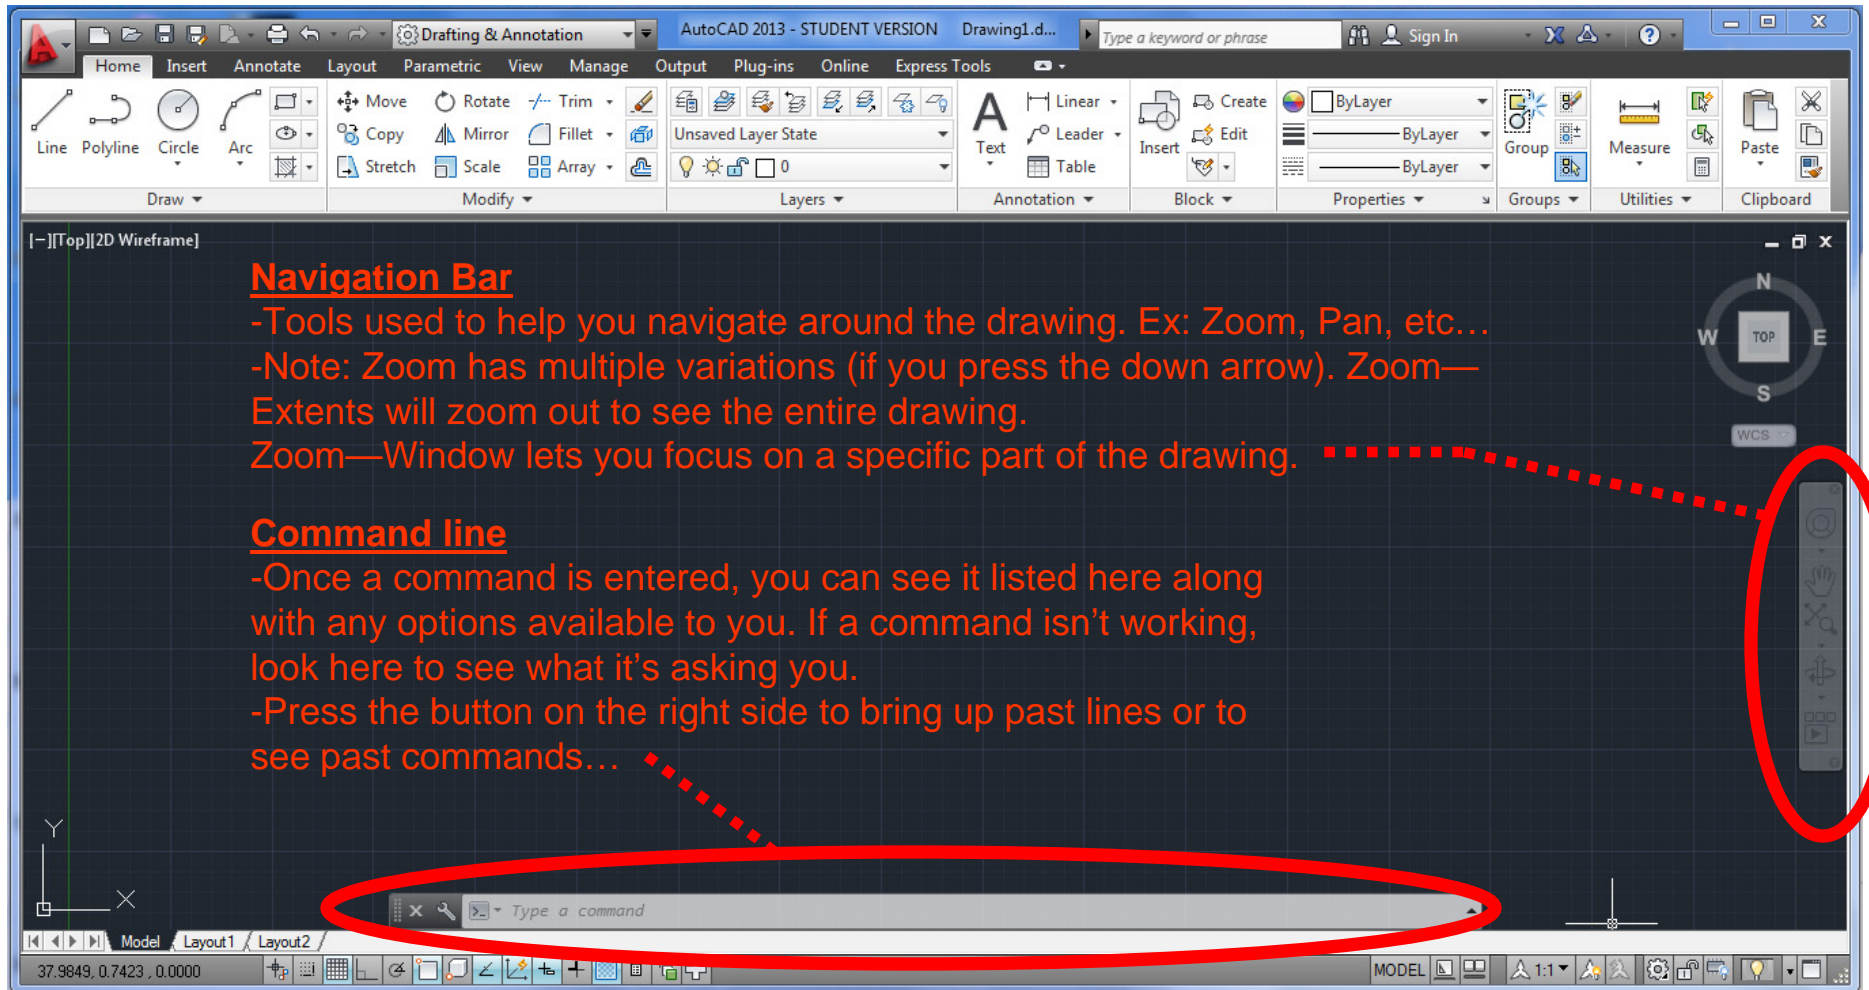 Drafting & Annotation
AutoCAD 2013 - STUDENT VERSION Drawing1.d...
Type a keyword or phrase
Sign In
Home Insert Annotate Layout Parametric View Manage Output Plug-ins Online Express Tools
Move Rotate Trim Linear Create ByLayer
Copy Mirror Fillet Unsaved Layer State Leader Edit ByLayer
Line Polyline Circle Arc Text Insert Group Measure Paste
Stretch Scale Array 0 Table ByLayer
Draw Modify Layers Annotation Block Properties Groups Utilities Clipboard
[−][Top][2D Wireframe]
N
W TOP E
S
WCS
Navigation Bar
-Tools used to help you navigate around the drawing. Ex: Zoom, Pan, etc…
-Note: Zoom has multiple variations (if you press the down arrow). Zoom—
Extents will zoom out to see the entire drawing.
Zoom—Window lets you focus on a specific part of the drawing.
Command line
-Once a command is entered, you can see it listed here along
with any options available to you. If a command isn't working,
look here to see what it's asking you.
-Press the button on the right side to bring up past lines or to
see past commands…
Y
X
Type a command
Model Layout1 Layout2
37.9849, 0.7423 , 0.0000
MODEL 1:1